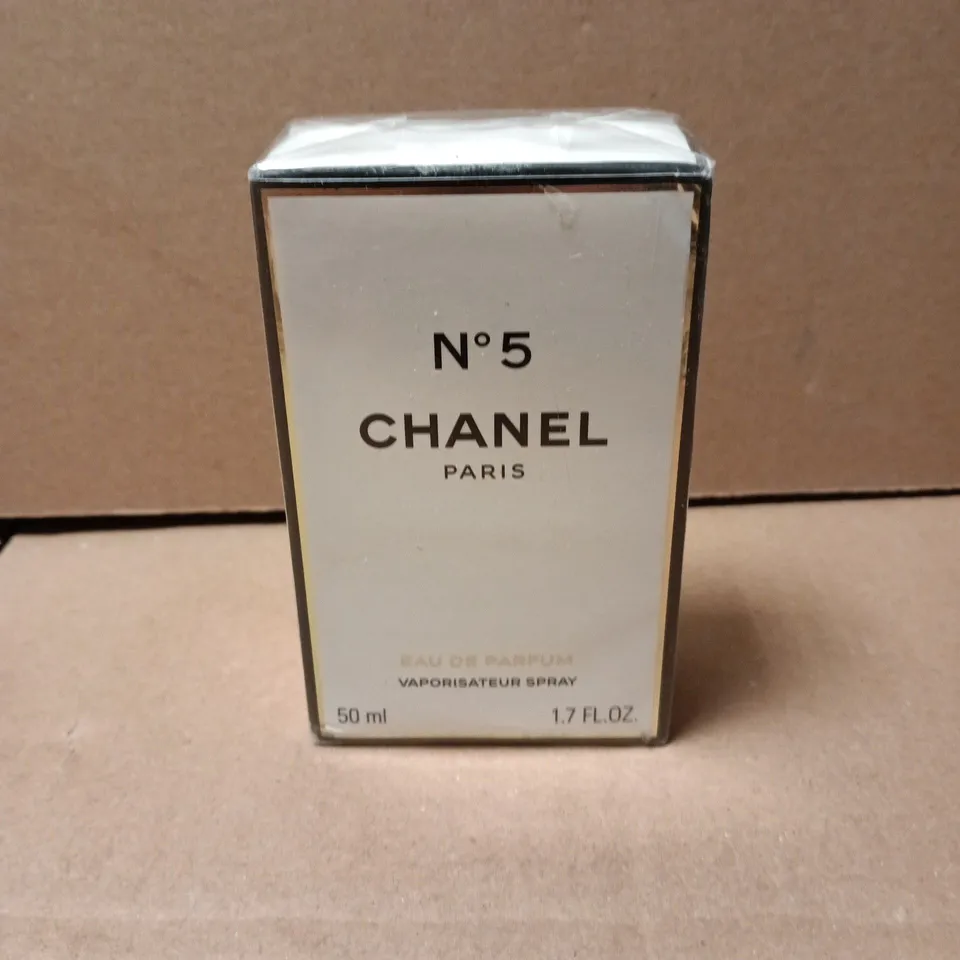 N°5
CHANEL
PARIS
EAU DE PARFUM
VAPORISATEUR SPRAY
50 ml 1.7 FL.OZ.